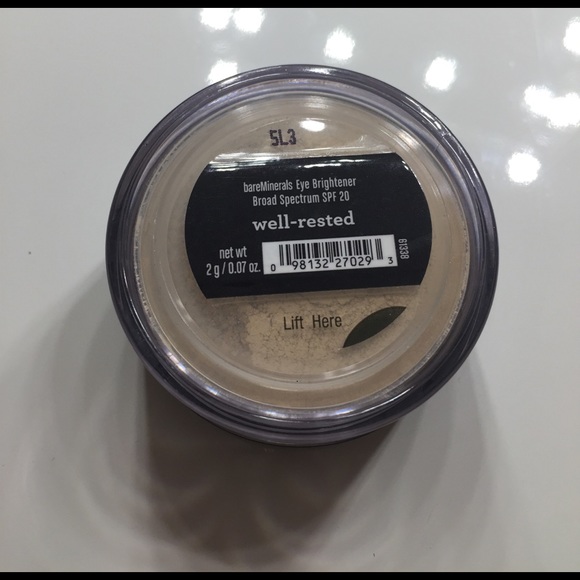 5L3
bareMinerals Eye Brightener
Broad Spectrum SPF 20
well-rested
net wt
2 g / 0.07 oz.
0 98132 27029 3
61338
Lift Here